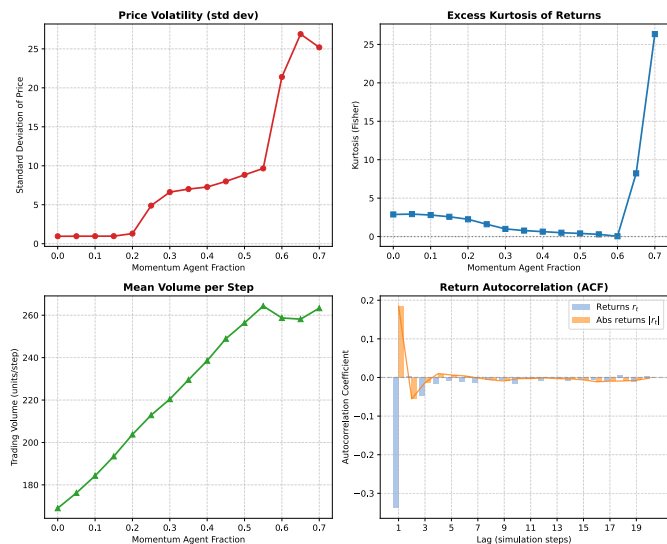 Price Volatility (std dev)
Standard Deviation of Price
25
20
15
10
5
0
0.0 0.1 0.2 0.3 0.4 0.5 0.6 0.7
Momentum Agent Fraction
Excess Kurtosis of Returns
Kurtosis (Fisher)
25
20
15
10
5
0
0.0 0.1 0.2 0.3 0.4 0.5 0.6 0.7
Momentum Agent Fraction
Mean Volume per Step
Trading Volume (units/step)
260
240
220
200
180
0.0 0.1 0.2 0.3 0.4 0.5 0.6 0.7
Momentum Agent Fraction
Return Autocorrelation (ACF)
Autocorrelation Coefficient
0.2
0.1
0.0
−0.1
−0.2
−0.3
Returns rₜ
Abs returns |rₜ|
1 3 5 7 9 11 13 15 17 19
Lag (simulation steps)